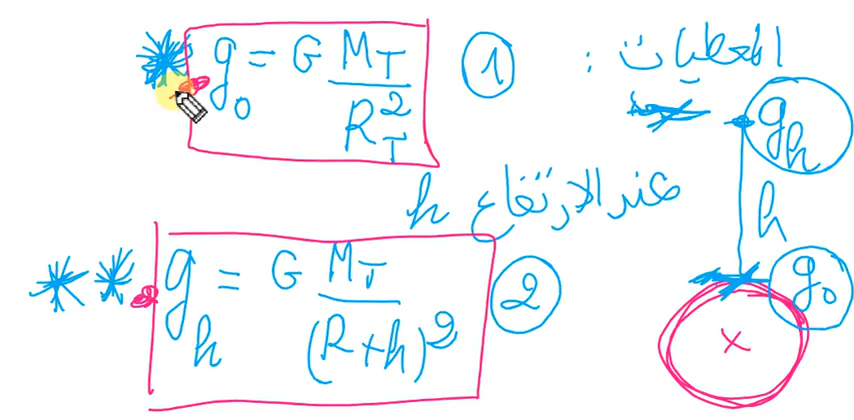 المعطيات :
g₀ = G M_T / R_T² ①
g_h
عند الارتفاع h
h
g_h = G M_T / (R+h)² ②
g₀
x